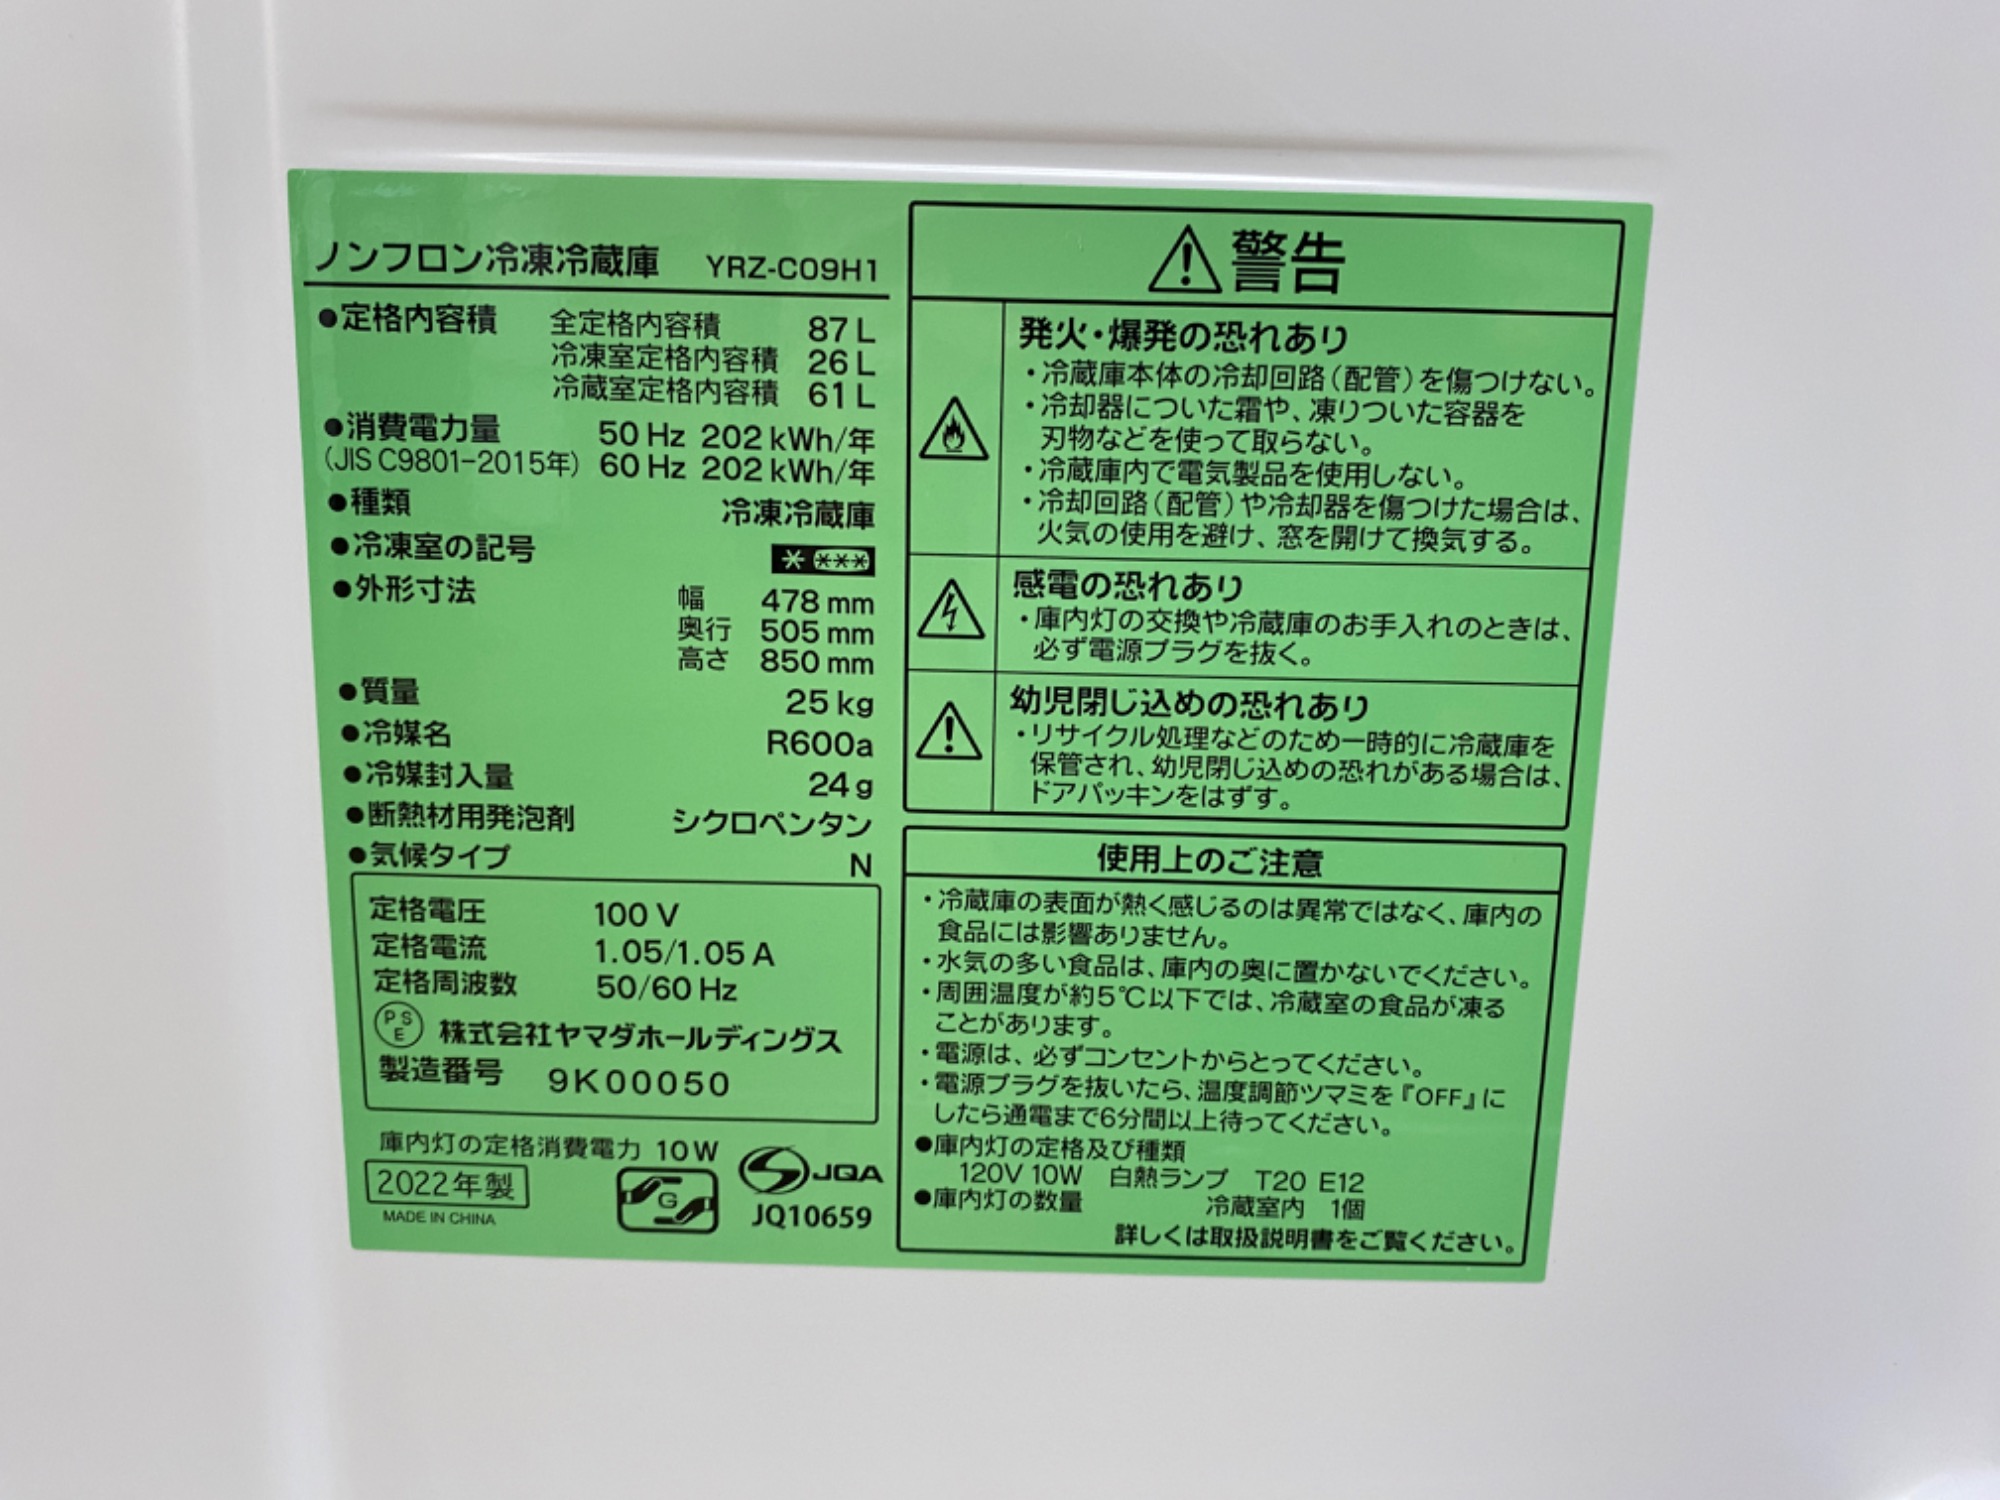 ノンフロン冷凍冷蔵庫 YRZ-C09H1
●定格内容積 全定格内容積 87L
冷凍室定格内容積 26L
冷蔵室定格内容積 61L
●消費電力量 50Hz 202kWh/年
(JIS C9801-2015年) 60Hz 202kWh/年
●種類 冷凍冷蔵庫
●冷凍室の記号 * ***
●外形寸法 幅 478mm
奥行 505mm
高さ 850mm
●質量 25kg
●冷媒名 R600a
●冷媒封入量 24g
●断熱材用発泡剤 シクロペンタン
●気候タイプ N
定格電圧 100V
定格電流 1.05/1.05A
定格周波数 50/60Hz
PSE 株式会社ヤマダホールディングス
製造番号 9K00050
庫内灯の定格消費電力 10W
2022年製
MADE IN CHINA
G
JQA
JQ10659
警告
発火・爆発の恐れあり
・冷蔵庫本体の冷却回路(配管)を傷つけない。
・冷却器についた霜や、凍りついた容器を
刃物などを使って取らない。
・冷蔵庫内で電気製品を使用しない。
・冷却回路(配管)や冷却器を傷つけた場合は、
火気の使用を避け、窓を開けて換気する。
感電の恐れあり
・庫内灯の交換や冷蔵庫のお手入れのときは、
必ず電源プラグを抜く。
幼児閉じ込めの恐れあり
・リサイクル処理などのため一時的に冷蔵庫を
保管され、幼児閉じ込めの恐れがある場合は、
ドアパッキンをはずす。
使用上のご注意
・冷蔵庫の表面が熱く感じるのは異常ではなく、庫内の
食品には影響ありません。
・水気の多い食品は、庫内の奥に置かないでください。
・周囲温度が約5℃以下では、冷蔵室の食品が凍る
ことがあります。
・電源は、必ずコンセントからとってください。
・電源プラグを抜いたら、温度調節ツマミを『OFF』に
したら通電まで6分間以上待ってください。
●庫内灯の定格及び種類
120V 10W 白熱ランプ T20 E12
●庫内灯の数量 冷蔵室内 1個
詳しくは取扱説明書をご覧ください。